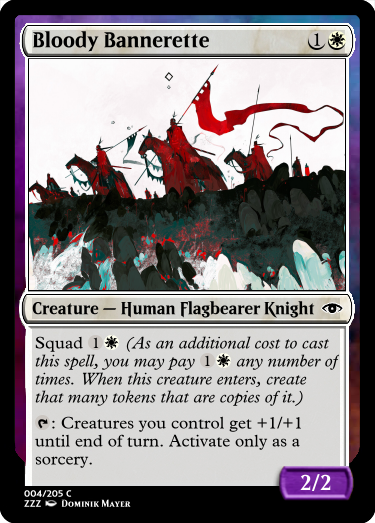 Bloody Bannerette 1
Creature — Human Flagbearer Knight
Squad 1 (As an additional cost to cast
this spell, you may pay 1 any number of
times. When this creature enters, create
that many tokens that are copies of it.)
: Creatures you control get +1/+1
until end of turn. Activate only as a
sorcery.
2/2
004/205 C
ZZZ Dominik Mayer